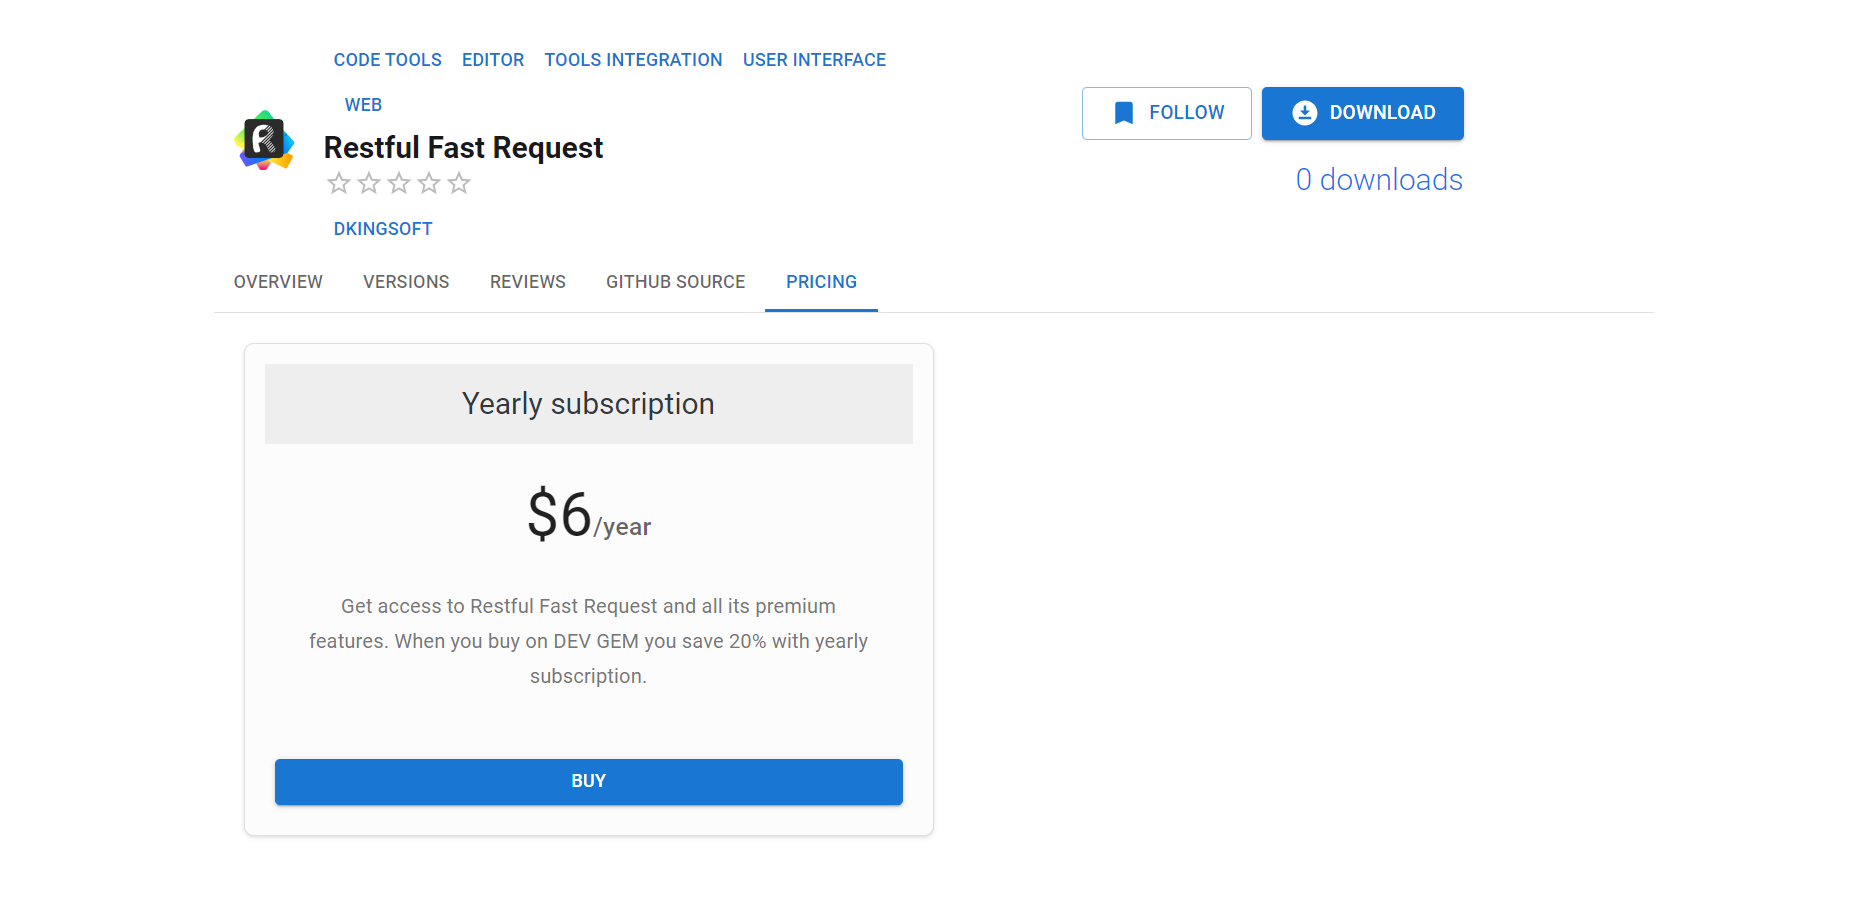 CODE TOOLS EDITOR TOOLS INTEGRATION USER INTERFACE
WEB
Restful Fast Request
DKINGSOFT
FOLLOW DOWNLOAD
0 downloads
OVERVIEW VERSIONS REVIEWS GITHUB SOURCE PRICING
Yearly subscription
$6/year
Get access to Restful Fast Request and all its premium
features. When you buy on DEV GEM you save 20% with yearly
subscription.
BUY